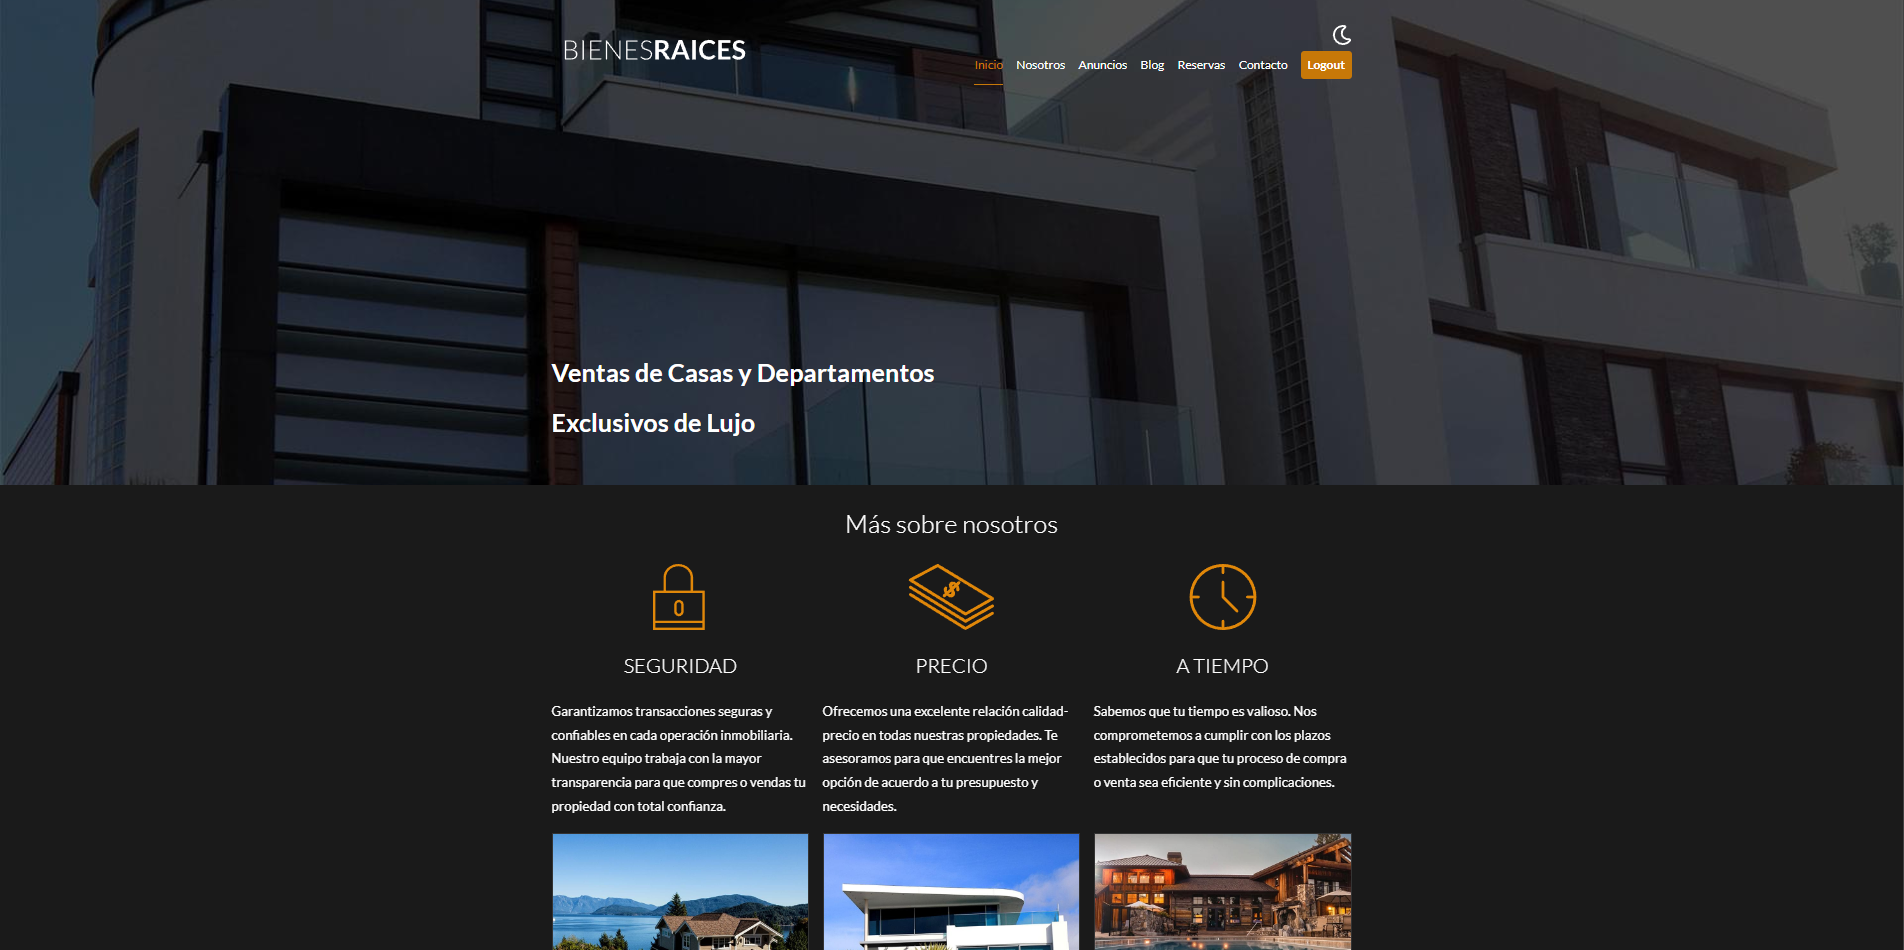 BIENESRAICES
Inicio Nosotros Anuncios Blog Reservas Contacto Logout
Ventas de Casas y Departamentos
Exclusivos de Lujo
Más sobre nosotros
$
0
SEGURIDAD
Garantizamos transacciones seguras y
confiables en cada operación inmobiliaria.
Nuestro equipo trabaja con la mayor
transparencia para que compres o vendas tu
propiedad con total confianza.
PRECIO
Ofrecemos una excelente relación calidad-
precio en todas nuestras propiedades. Te
asesoramos para que encuentres la mejor
opción de acuerdo a tu presupuesto y
necesidades.
A TIEMPO
Sabemos que tu tiempo es valioso. Nos
comprometemos a cumplir con los plazos
establecidos para que tu proceso de compra
o venta sea eficiente y sin complicaciones.